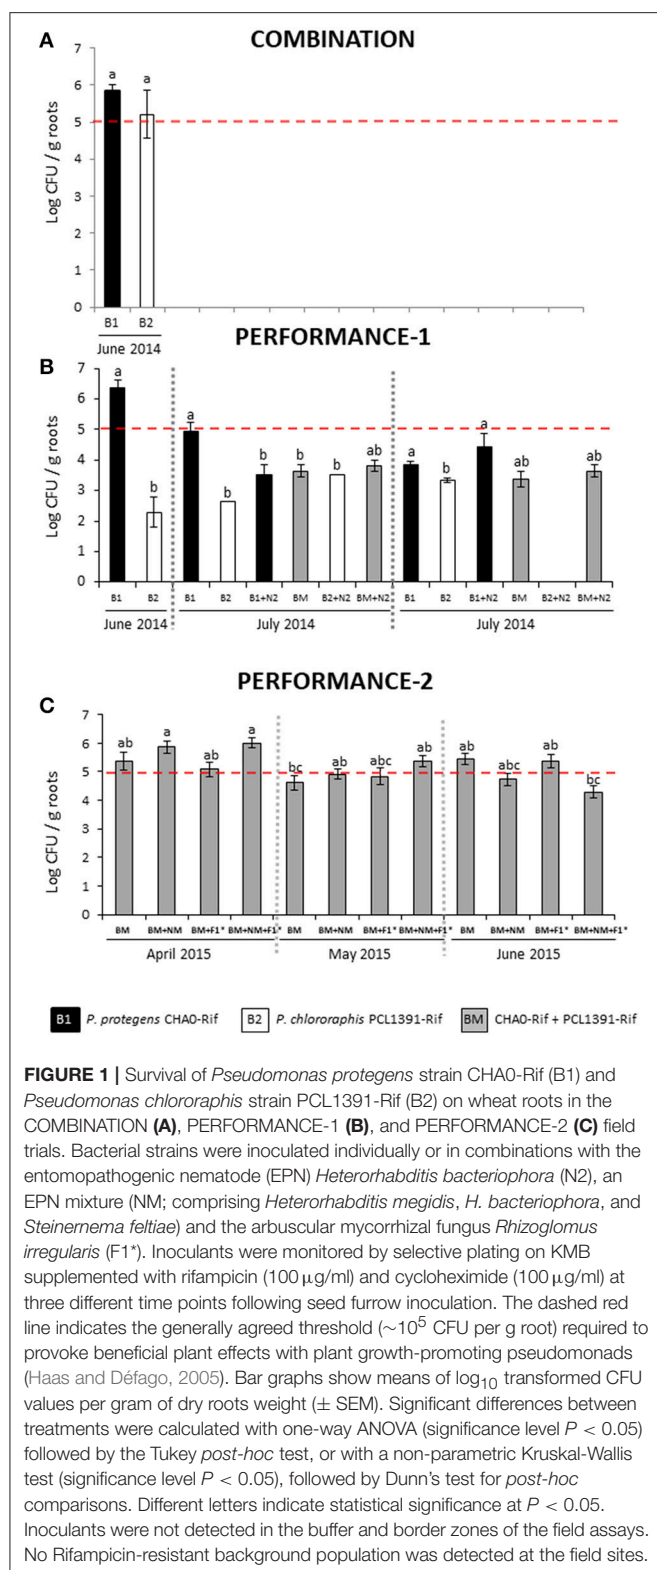 A
COMBINATION
7
6
5
4
3
2
1
0
Log CFU / g roots
a
a
B1
B2
June 2014
PERFORMANCE-1
B
7
6
5
4
3
2
1
0
Log CFU / g roots
a
b
a
b
b
b
b
ab
a
b
a
ab
ab
B1 B2 B1 B2 B1+N2 BM B2+N2 BM+N2 B1 B2 B1+N2 BM B2+N2 BM+N2
June 2014 July 2014 July 2014
PERFORMANCE-2
C
7
6
5
4
3
2
1
0
Log CFU / g roots
ab
a
ab
a
bc
ab
abc
ab
ab
abc
ab
bc
BM BM+NM BM+F1* BM+NM+F1* BM BM+NM BM+F1* BM+NM+F1* BM BM+NM BM+F1* BM+NM+F1*
April 2015 May 2015 June 2015
B1 P. protegens CHA0-Rif B2 P. chlororaphis PCL1391-Rif BM CHA0-Rif + PCL1391-Rif
FIGURE 1 | Survival of Pseudomonas protegens strain CHA0-Rif (B1) and
Pseudomonas chlororaphis strain PCL1391-Rif (B2) on wheat roots in the
COMBINATION (A), PERFORMANCE-1 (B), and PERFORMANCE-2 (C) field
trials. Bacterial strains were inoculated individually or in combinations with the
entomopathogenic nematode (EPN) Heterorhabditis bacteriophora (N2), an
EPN mixture (NM; comprising Heterorhabditis megidis, H. bacteriophora, and
Steinernema feltiae) and the arbuscular mycorrhizal fungus Rhizoglomus
irregularis (F1*). Inoculants were monitored by selective plating on KMB
supplemented with rifampicin (100 µg/ml) and cycloheximide (100 µg/ml) at
three different time points following seed furrow inoculation. The dashed red
line indicates the generally agreed threshold (~10⁵ CFU per g root) required to
provoke beneficial plant effects with plant growth-promoting pseudomonads
(Haas and Défago, 2005). Bar graphs show means of log₁₀ transformed CFU
values per gram of dry roots weight (± SEM). Significant differences between
treatments were calculated with one-way ANOVA (significance level P < 0.05)
followed by the Tukey post-hoc test, or with a non-parametric Kruskal-Wallis
test (significance level P < 0.05), followed by Dunn's test for post-hoc
comparisons. Different letters indicate statistical significance at P < 0.05.
Inoculants were not detected in the buffer and border zones of the field assays.
No Rifampicin-resistant background population was detected at the field sites.